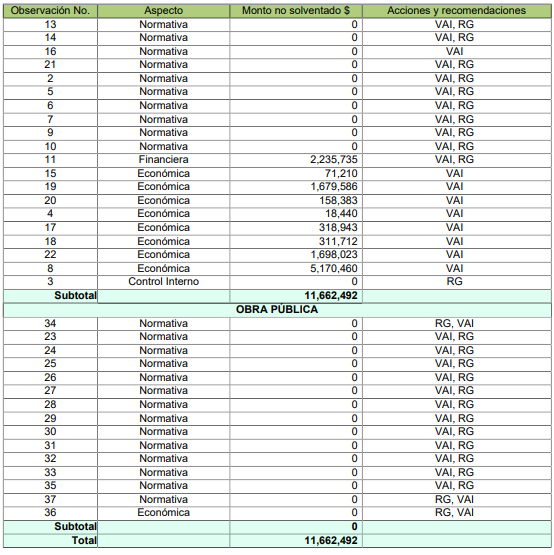 Observación No. Aspecto Monto no solventado $ Acciones y recomendaciones
13 Normativa 0 VAI, RG
14 Normativa 0 VAI, RG
16 Normativa 0 VAI
21 Normativa 0 VAI, RG
2 Normativa 0 VAI, RG
5 Normativa 0 VAI, RG
6 Normativa 0 VAI, RG
7 Normativa 0 VAI, RG
9 Normativa 0 VAI, RG
10 Normativa 0 VAI, RG
11 Financiera 2,235,735 VAI, RG
15 Económica 71,210 VAI
19 Económica 1,679,586 VAI
20 Económica 158,383 VAI
4 Económica 18,440 VAI
17 Económica 318,943 VAI
18 Económica 311,712 VAI
22 Económica 1,698,023 VAI
8 Económica 5,170,460 VAI
3 Control Interno 0 RG
Subtotal 11,662,492
OBRA PÚBLICA
34 Normativa 0 RG, VAI
23 Normativa 0 VAI, RG
24 Normativa 0 VAI, RG
25 Normativa 0 VAI, RG
26 Normativa 0 VAI, RG
27 Normativa 0 VAI, RG
28 Normativa 0 VAI, RG
29 Normativa 0 VAI, RG
30 Normativa 0 VAI, RG
31 Normativa 0 VAI, RG
32 Normativa 0 VAI, RG
33 Normativa 0 VAI, RG
35 Normativa 0 VAI, RG
37 Normativa 0 RG, VAI
36 Económica 0 RG, VAI
Subtotal 0
Total 11,662,492